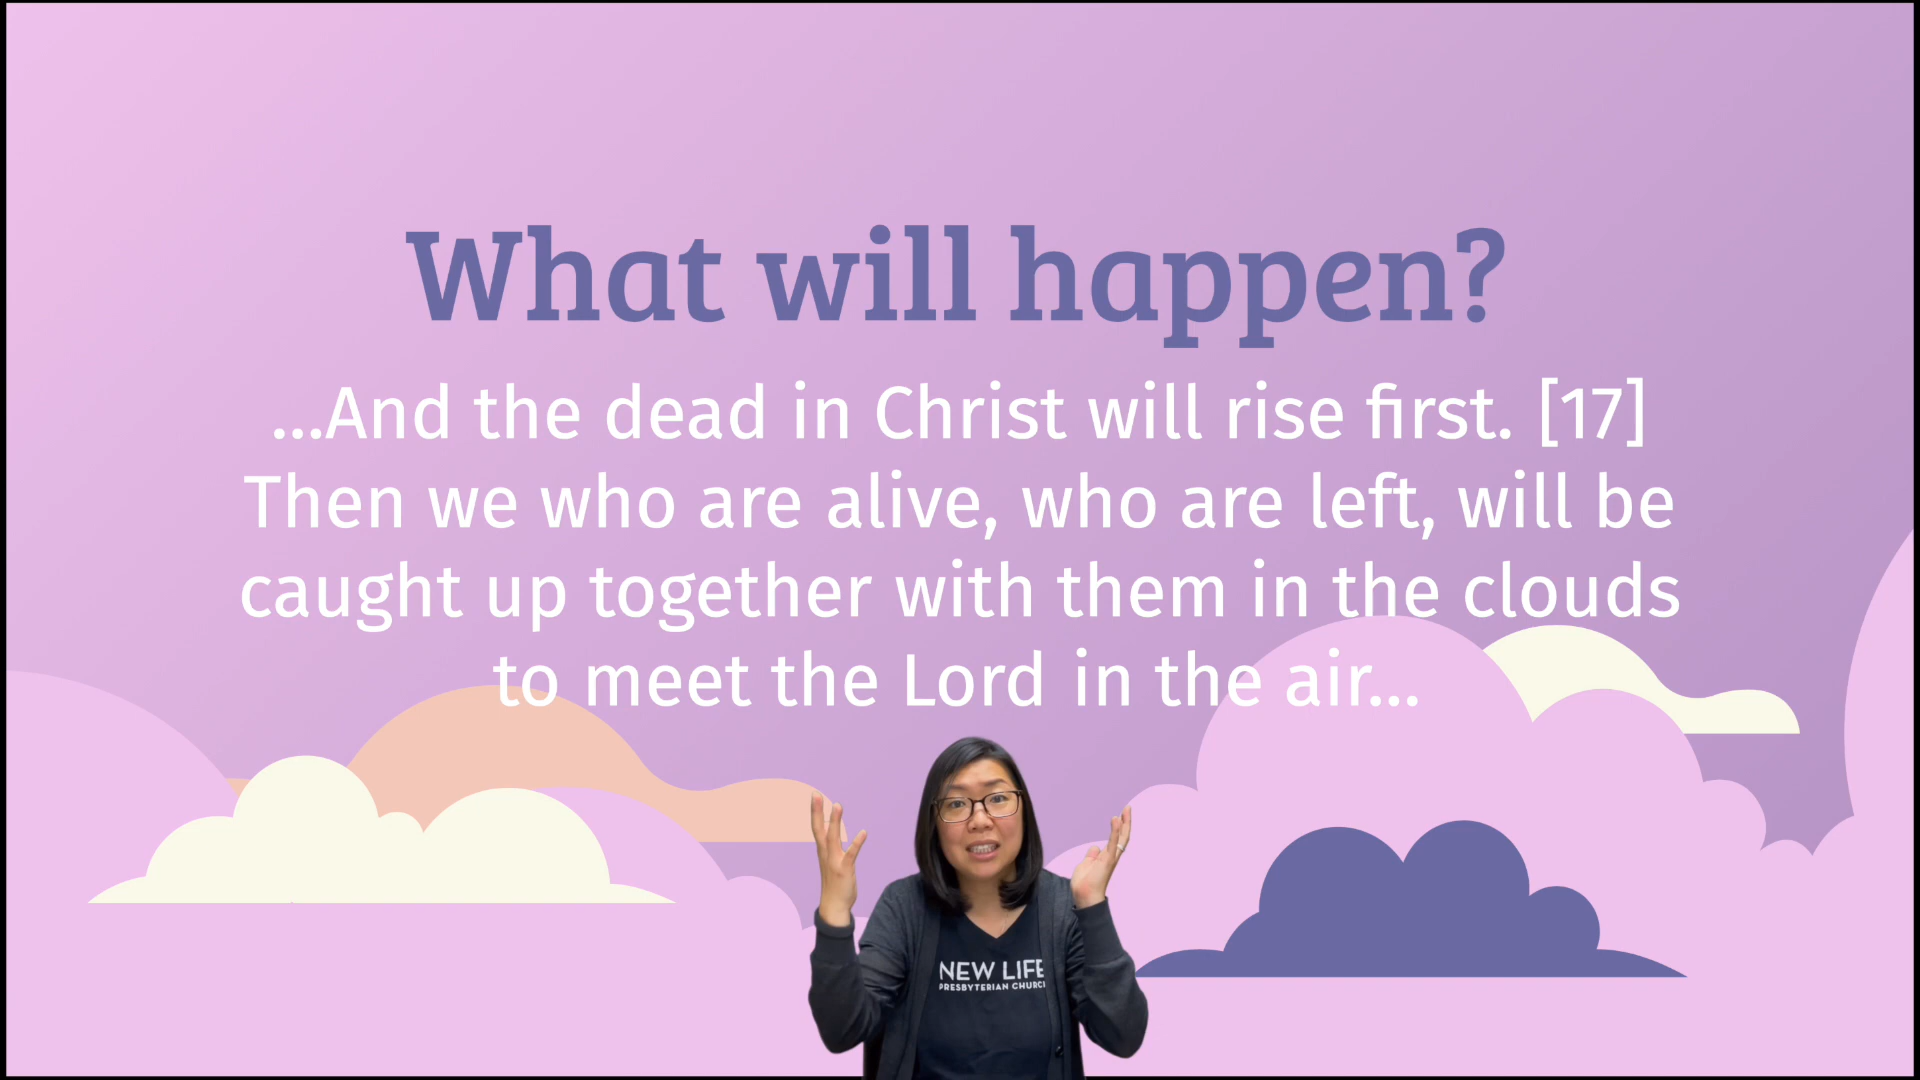 What will happen?
...And the dead in Christ will rise first. [17]
Then we who are alive, who are left, will be
caught up together with them in the clouds
to meet the Lord in the air...
NEW LIFE
PRESBYTERIAN CHURCH